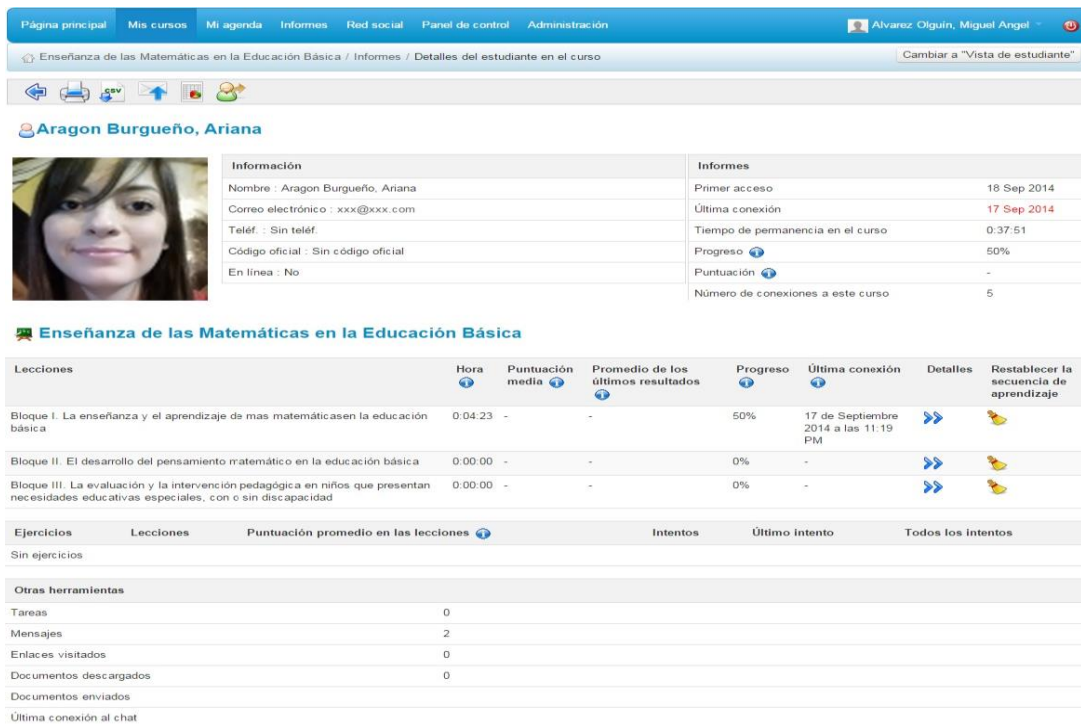 Página principal Mis cursos Mi agenda Informes Red social Panel de control Administración Alvarez Olguín, Miguel Angel
Enseñanza de las Matemáticas en la Educación Básica / Informes / Detalles del estudiante en el curso Cambiar a "Vista de estudiante"
CSV
Aragon Burgueño, Ariana
Información Informes
Nombre : Aragon Burgueño, Ariana Primer acceso 18 Sep 2014
Correo electrónico : xxx@xxx.com Última conexión 17 Sep 2014
Teléf. : Sin teléf. Tiempo de permanencia en el curso 0:37:51
Código oficial : Sin código oficial Progreso 50%
En línea : No Puntuación -
Número de conexiones a este curso 5
Enseñanza de las Matemáticas en la Educación Básica
Lecciones Hora Puntuación Promedio de los Progreso Última conexión Detalles Restablecer la
media últimos resultados secuencia de
aprendizaje
Bloque I. La enseñanza y el aprendizaje de mas matemáticasen la educación 0:04:23 - - 50% 17 de Septiembre
básica 2014 a las 11:19
PM
Bloque II. El desarrollo del pensamiento matemático en la educación básica 0:00:00 - - 0% -
Bloque III. La evaluación y la intervención pedagógica en niños que presentan 0:00:00 - - 0% -
necesidades educativas especiales, con o sin discapacidad
Ejercicios Lecciones Puntuación promedio en las lecciones Intentos Último intento Todos los intentos
Sin ejercicios
Otras herramientas
Tareas 0
Mensajes 2
Enlaces visitados 0
Documentos descargados 0
Documentos enviados
Última conexión al chat